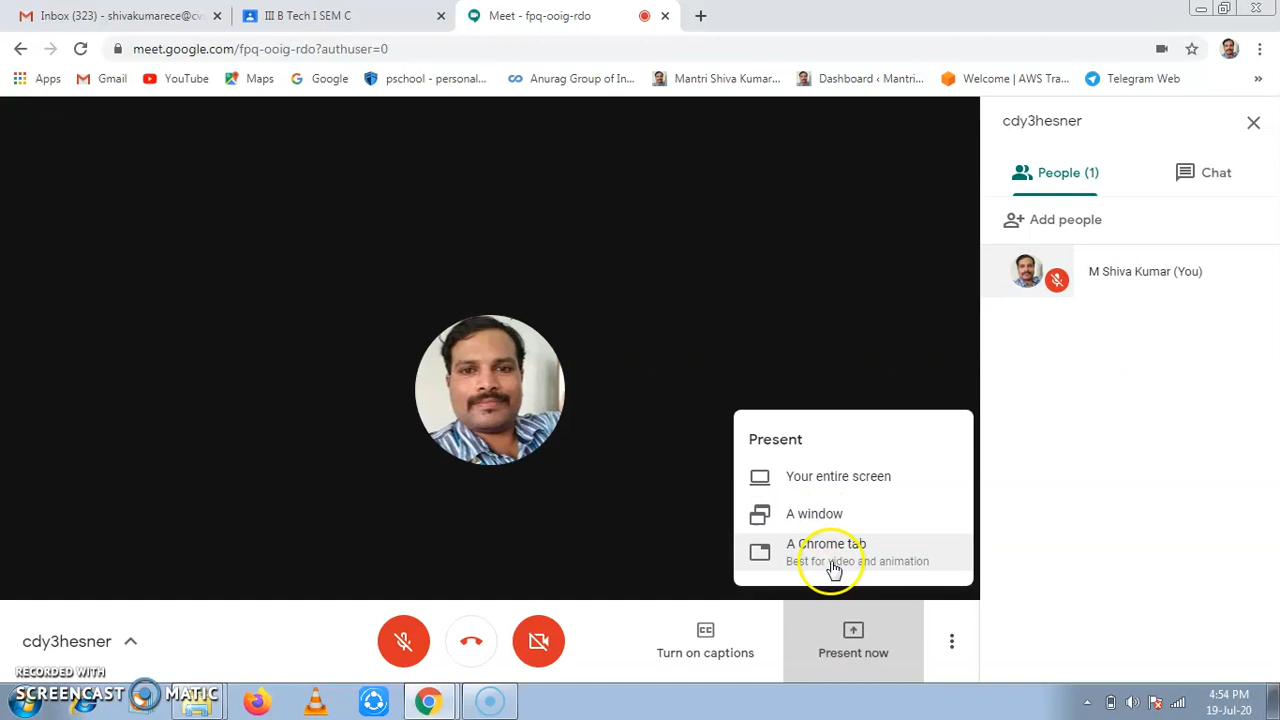 Inbox (323) - shivakumarece@cv
III B Tech I SEM C
Meet - fpq-ooig-rdo
meet.google.com/fpq-ooig-rdo?authuser=0
Apps
Gmail
YouTube
Maps
Google
pschool - personal...
Anurag Group of In...
Mantri Shiva Kumar...
Dashboard ‹ Mantri...
Welcome | AWS Tra...
Telegram Web
»
cdy3hesner
People (1)
Chat
Add people
M Shiva Kumar (You)
Present
Your entire screen
A window
A Chrome tab
Best for video and animation
cdy3hesner
Turn on captions
Present now
RECORDED WITH
SCREENCAST MATIC
4:54 PM
19-Jul-20